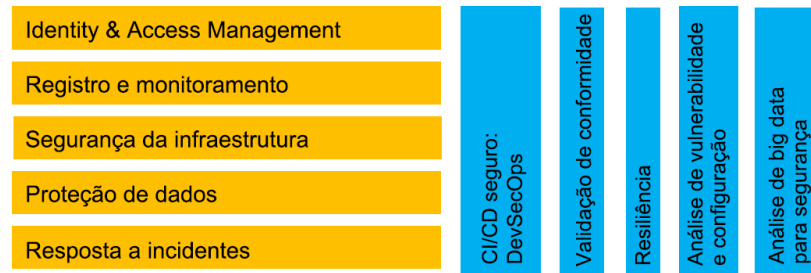 Identity & Access Management
Registro e monitoramento
Segurança da infraestrutura
Proteção de dados
Resposta a incidentes
CI/CD seguro:
DevSecOps
Validação de conformidade
Resiliência
Análise de vulnerabilidade
e configuração
Análise de big data
para segurança